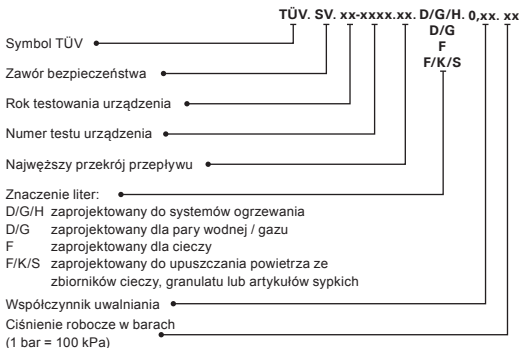 TÜV. SV. xx-xxxx.xx. D/G/H. 0,xx. xx
D/G
F
F/K/S
Symbol TÜV
Zawór bezpieczeństwa
Rok testowania urządzenia
Numer testu urządzenia
Najwęższy przekrój przepływu
Znaczenie liter:
D/G/H zaprojektowany do systemów ogrzewania
D/G zaprojektowany dla pary wodnej / gazu
F zaprojektowany dla cieczy
F/K/S zaprojektowany do upuszczania powietrza ze
zbiorników cieczy, granulatu lub artykułów sypkich
Współczynnik uwalniania
Ciśnienie robocze w barach
(1 bar = 100 kPa)